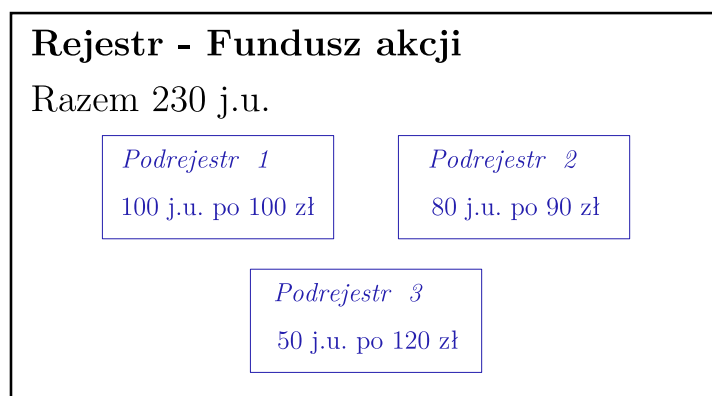 Rejestr - Fundusz akcji
Razem 230 j.u.
Podrejestr 1
100 j.u. po 100 zł
Podrejestr 2
80 j.u. po 90 zł
Podrejestr 3
50 j.u. po 120 zł